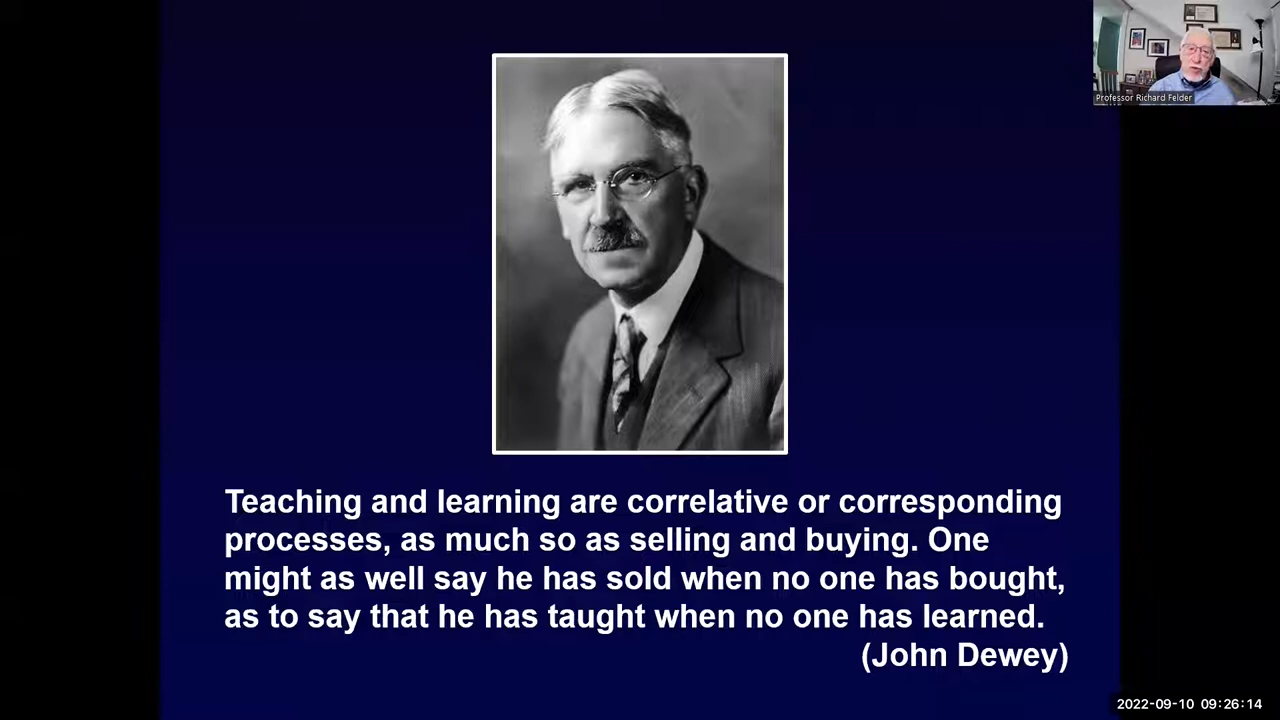 Professor Richard Felder
Teaching and learning are correlative or corresponding
processes, as much so as selling and buying. One
might as well say he has sold when no one has bought,
as to say that he has taught when no one has learned.
(John Dewey)
2022-09-10 09:26:14